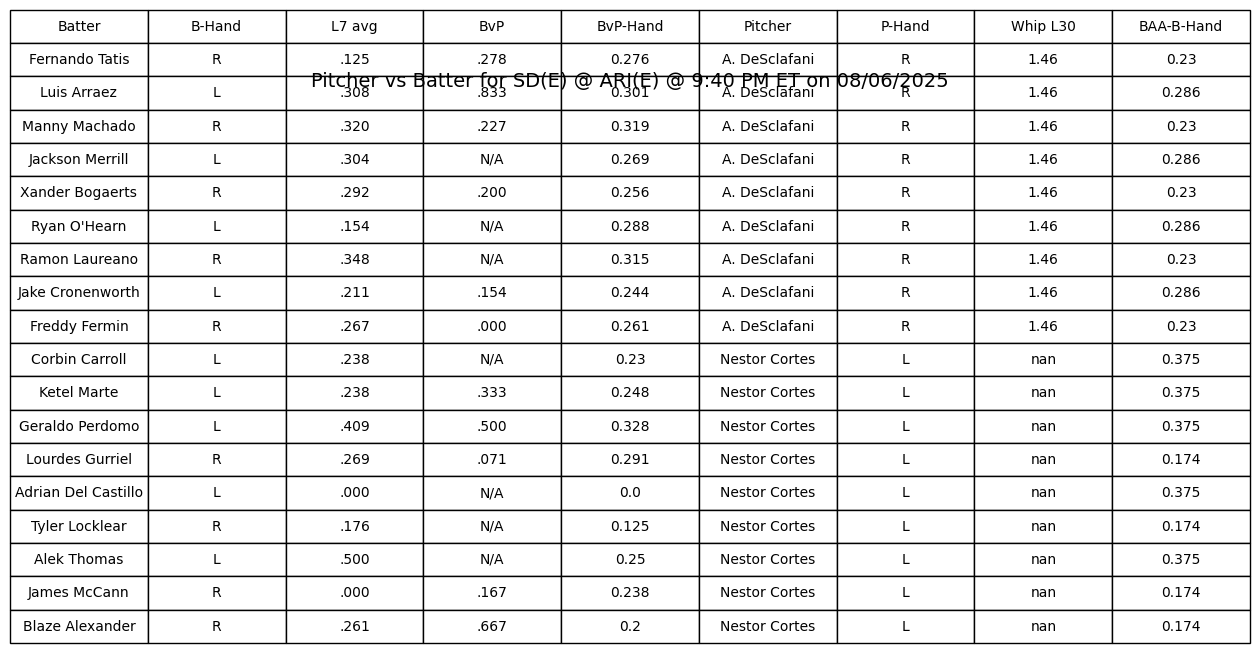 Batter B-Hand L7 avg BvP BvP-Hand Pitcher P-Hand Whip L30 BAA-B-Hand
Fernando Tatis R .125 .278 0.276 A. DeSclafani R 1.46 0.23
Pitcher vs Batter for SD(E) @ ARI(E) @ 9:40 PM ET on 08/06/2025
Luis Arraez L .308 .833 0.301 A. DeSclafani R 1.46 0.286
Manny Machado R .320 .227 0.319 A. DeSclafani R 1.46 0.23
Jackson Merrill L .304 N/A 0.269 A. DeSclafani R 1.46 0.286
Xander Bogaerts R .292 .200 0.256 A. DeSclafani R 1.46 0.23
Ryan O'Hearn L .154 N/A 0.288 A. DeSclafani R 1.46 0.286
Ramon Laureano R .348 N/A 0.315 A. DeSclafani R 1.46 0.23
Jake Cronenworth L .211 .154 0.244 A. DeSclafani R 1.46 0.286
Freddy Fermin R .267 .000 0.261 A. DeSclafani R 1.46 0.23
Corbin Carroll L .238 N/A 0.23 Nestor Cortes L nan 0.375
Ketel Marte L .238 .333 0.248 Nestor Cortes L nan 0.375
Geraldo Perdomo L .409 .500 0.328 Nestor Cortes L nan 0.375
Lourdes Gurriel R .269 .071 0.291 Nestor Cortes L nan 0.174
Adrian Del Castillo L .000 N/A 0.0 Nestor Cortes L nan 0.375
Tyler Locklear R .176 N/A 0.125 Nestor Cortes L nan 0.174
Alek Thomas L .500 N/A 0.25 Nestor Cortes L nan 0.375
James McCann R .000 .167 0.238 Nestor Cortes L nan 0.174
Blaze Alexander R .261 .667 0.2 Nestor Cortes L nan 0.174